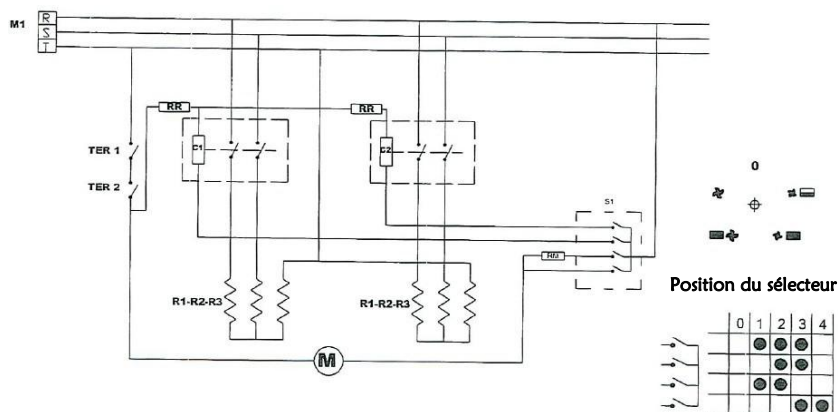 M1
R
S
T
RR
RR
TER 1
C1
C2
TER 2
0
S1
RM
R1-R2-R3
R1-R2-R3
Position du sélecteur
M
0 1 2 3 4